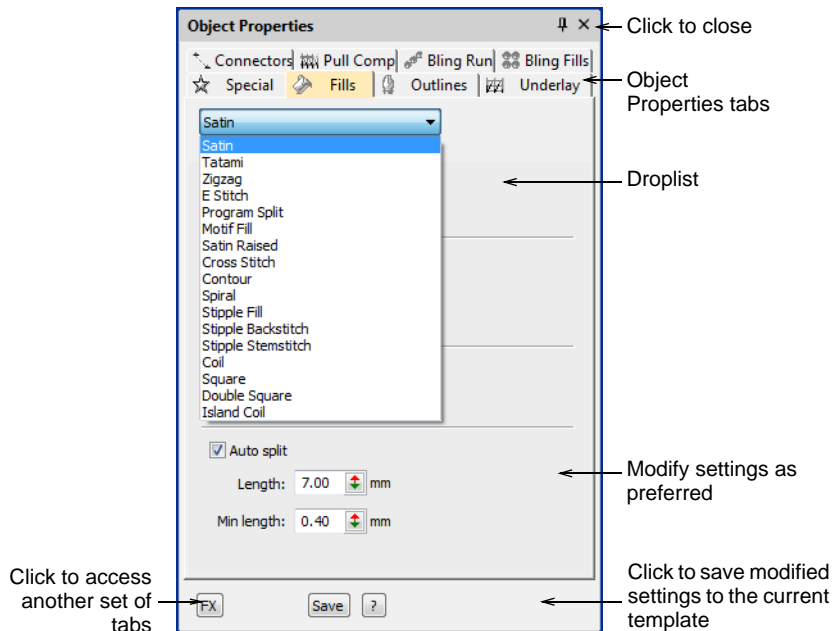 Object Properties
Click to close
Connectors Pull Comp Bling Run Bling Fills
Special Fills Outlines Underlay
Object
Properties tabs
Satin
Satin
Tatami
Zigzag
E Stitch
Program Split
Motif Fill
Satin Raised
Cross Stitch
Contour
Spiral
Stipple Fill
Stipple Backstitch
Stipple Stemstitch
Coil
Square
Double Square
Island Coil
Droplist
Auto split
Length: 7.00 mm
Min length: 0.40 mm
Modify settings as
preferred
Click to access
another set of
tabs
FX Save ?
Click to save modified
settings to the current
template